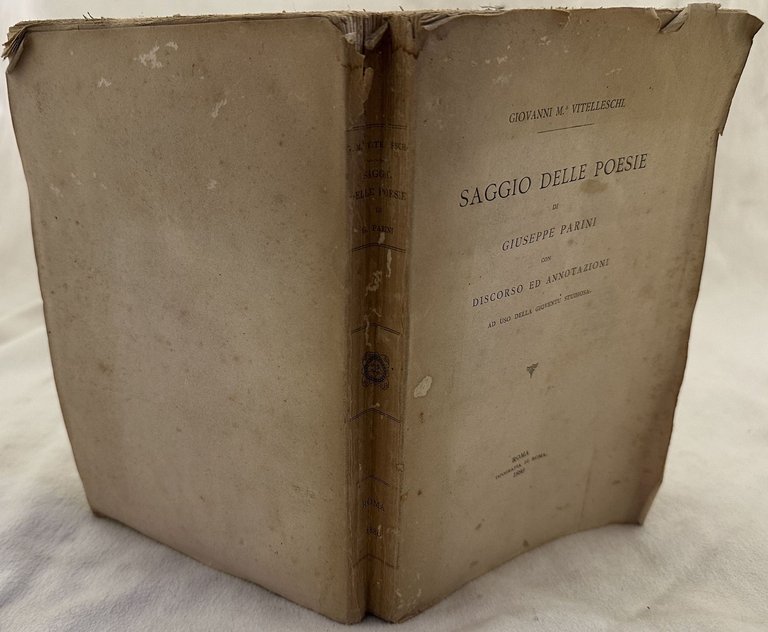 GIOVANNI M.ª VITELLESCHI.
SAGGIO DELLE POESIE
DI
GIUSEPPE PARINI
CON
DISCORSO ED ANNOTAZIONI
AD USO DELLA GIOVENTÙ STUDIOSA.
ROMA
TIPOGRAFIA DI ROMA.
SAGGIO
DELLE POESIE
G. PARINI
ROMA